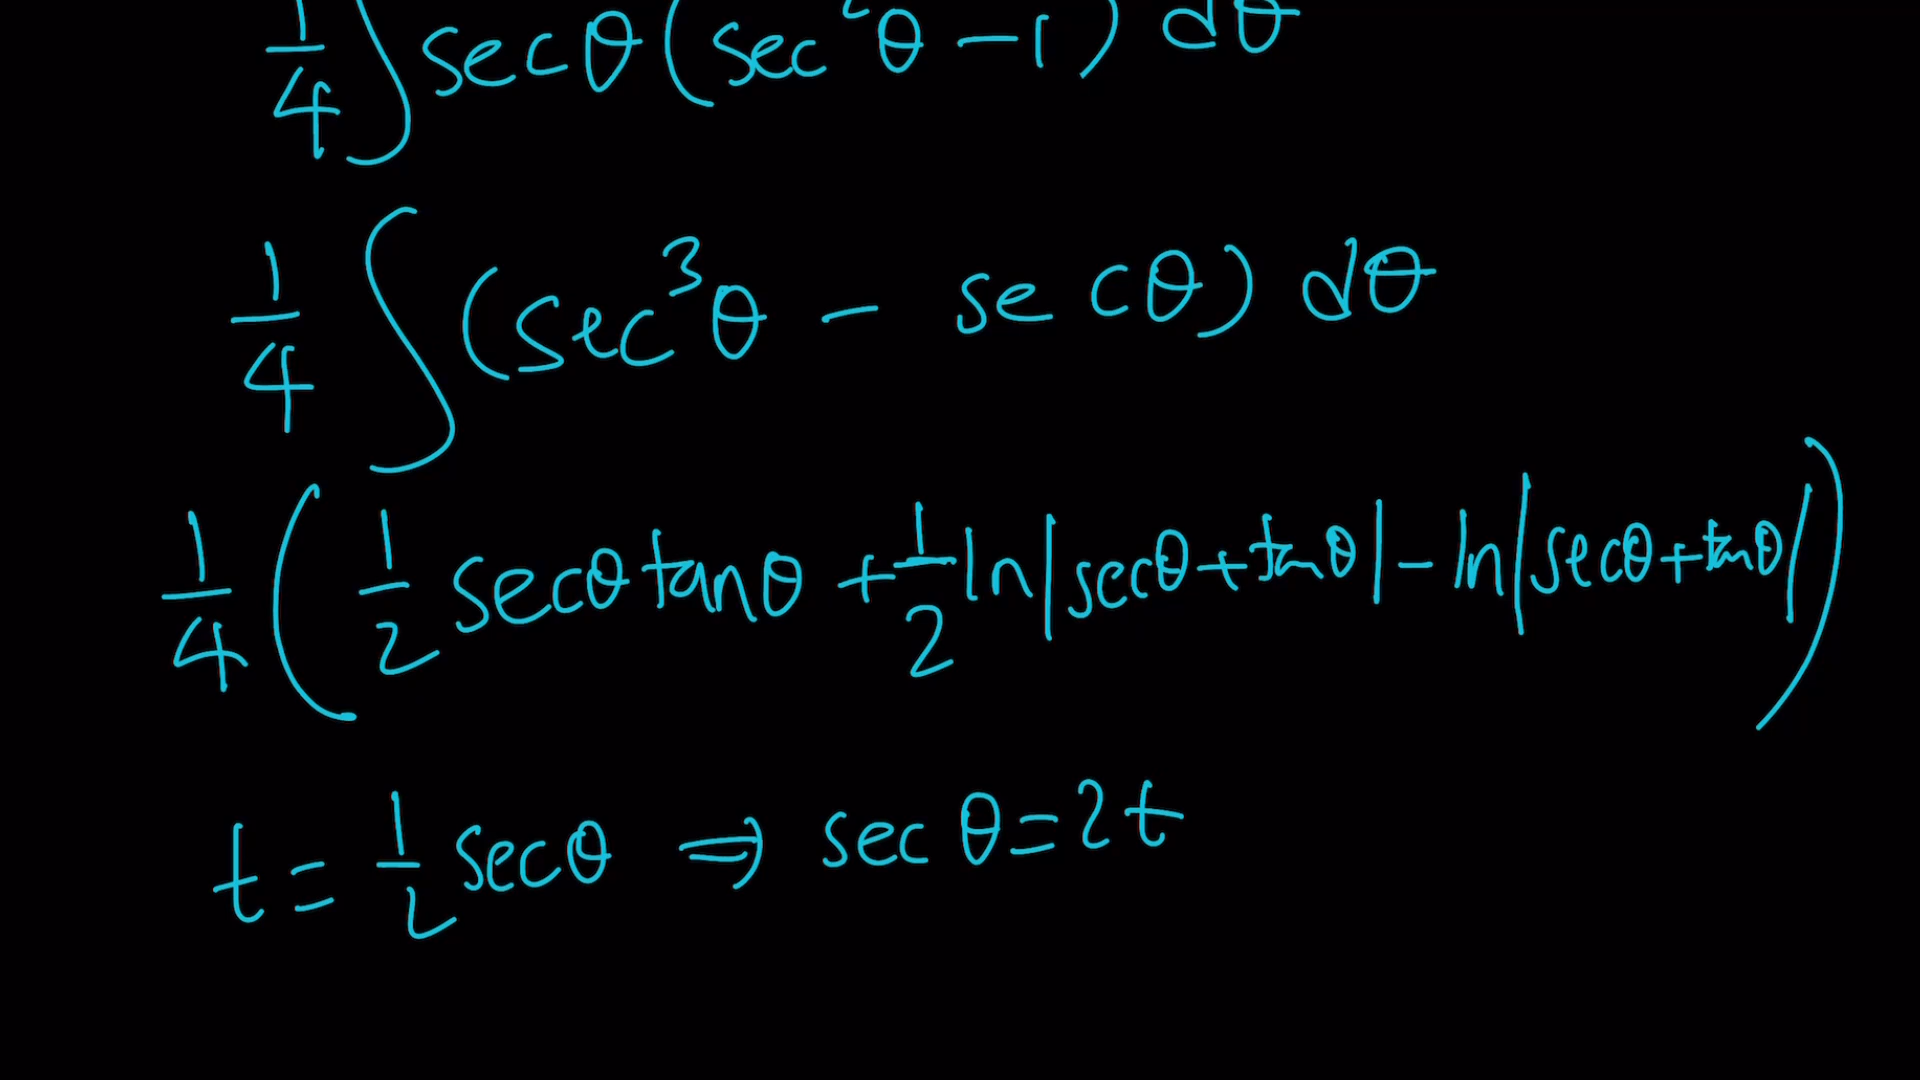 1/4 ∫ secθ (sec²θ − 1) dθ
1/4 ∫ (sec³θ − secθ) dθ
1/4 ( 1/2 secθ tanθ + 1/2 ln|secθ + tanθ| − ln|secθ + tanθ| )
t = 1/2 secθ ⇒ sec θ = 2t